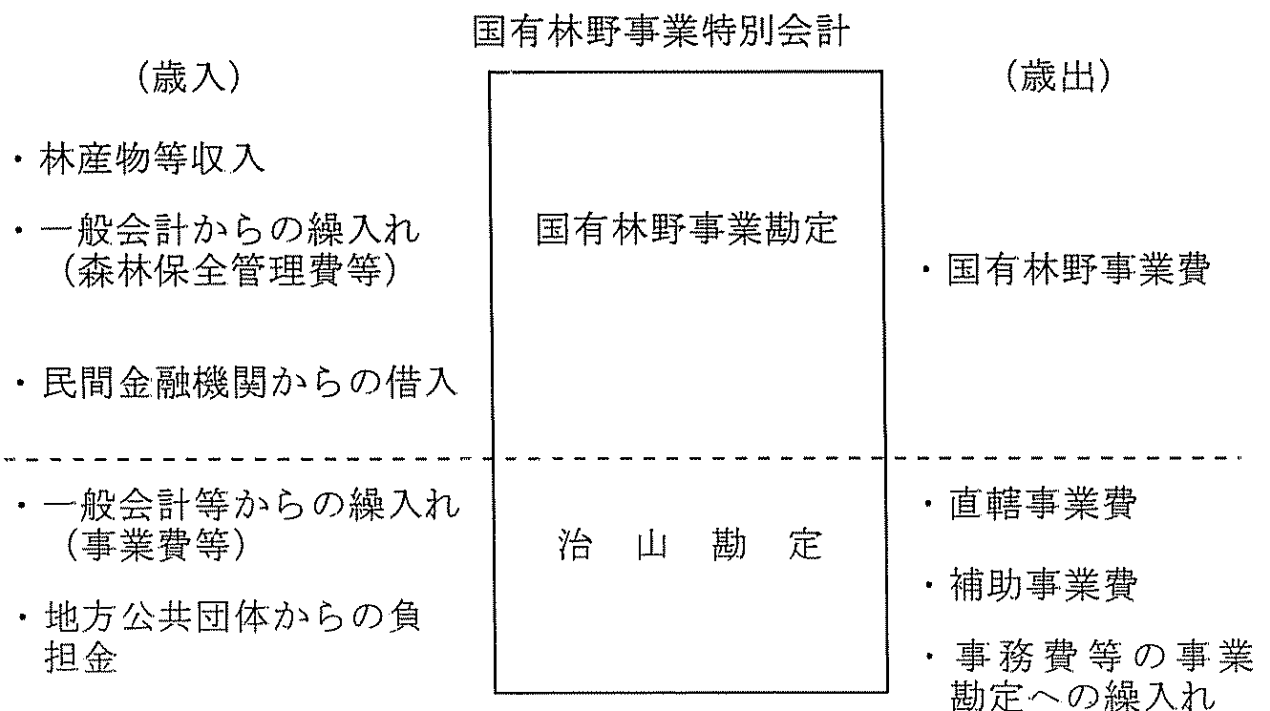 国有林野事業特別会計
(歳入)
(歳出)
・林産物等収入
・一般会計からの繰入れ
(森林保全管理費等)
国有林野事業勘定
・国有林野事業費
・民間金融機関からの借入
・一般会計等からの繰入れ
(事業費等)
・地方公共団体からの負
担金
治山勘定
・直轄事業費
・補助事業費
・事務費等の事業
勘定への繰入れ